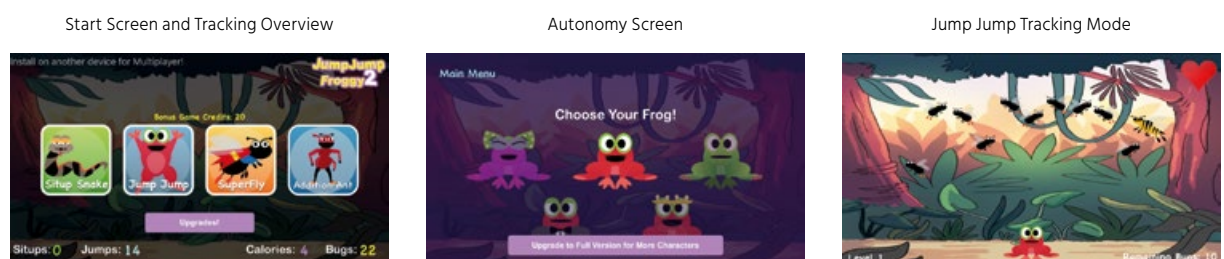 Start Screen and Tracking Overview
Autonomy Screen
Jump Jump Tracking Mode
Install on another device for Multiplayer!
JumpJump
Froggy 2
Bonus Game Credits: 20
Situp Snake
Jump Jump
SuperFly
Addition Ant
Upgrades!
Situps: 0 Jumps: 14 Calories: 4 Bugs: 22
Main Menu
Choose Your Frog!
Upgrade to Full Version for More Characters
Level 1
Remaining Bugs: 10